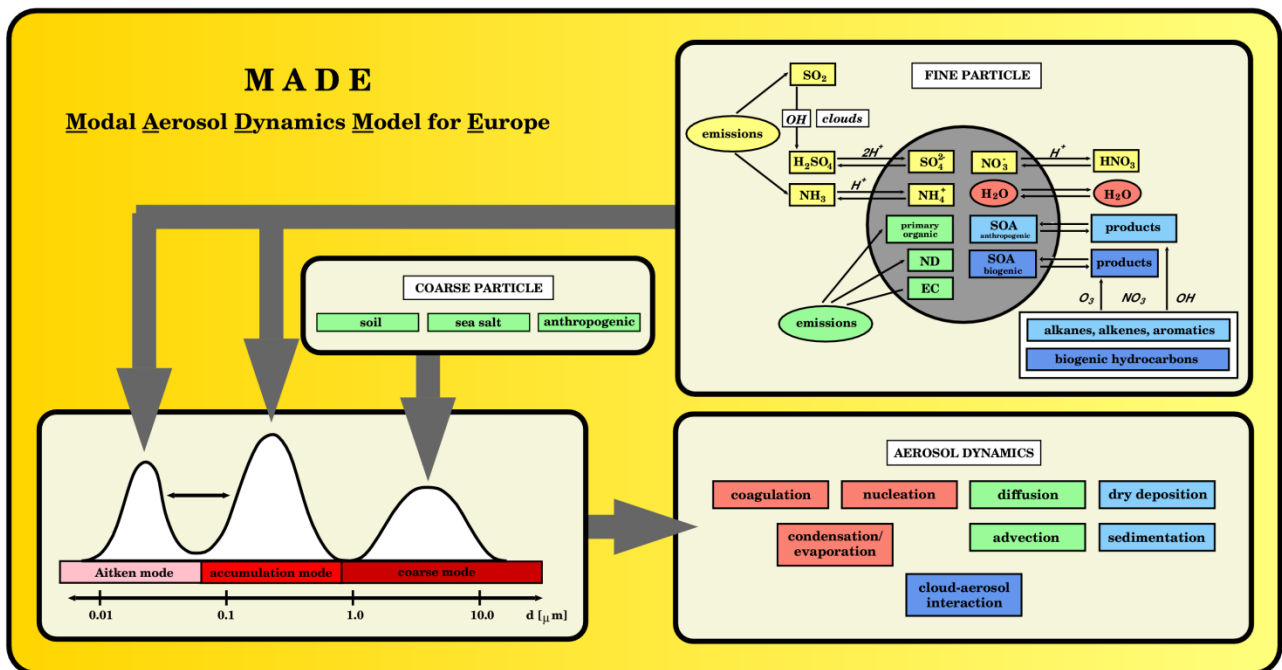 M A D E
Modal Aerosol Dynamics Model for Europe
FINE PARTICLE
SO₂
OH
clouds
emissions
H₂SO₄
2H⁺
SO₄²⁻
NO₃⁻
H⁺
HNO₃
NH₃
H⁺
NH₄⁺
H₂O
H₂O
primary
organic
SOA
anthropogenic
products
ND
SOA
biogenic
products
EC
emissions
O₃
NO₃
OH
alkanes, alkenes, aromatics
biogenic hydrocarbons
COARSE PARTICLE
soil
sea salt
anthropogenic
Aitken mode
accumulation mode
coarse mode
0.01
0.1
1.0
10.0
d [μm]
AEROSOL DYNAMICS
coagulation
nucleation
diffusion
dry deposition
condensation/
evaporation
advection
sedimentation
cloud-aerosol
interaction